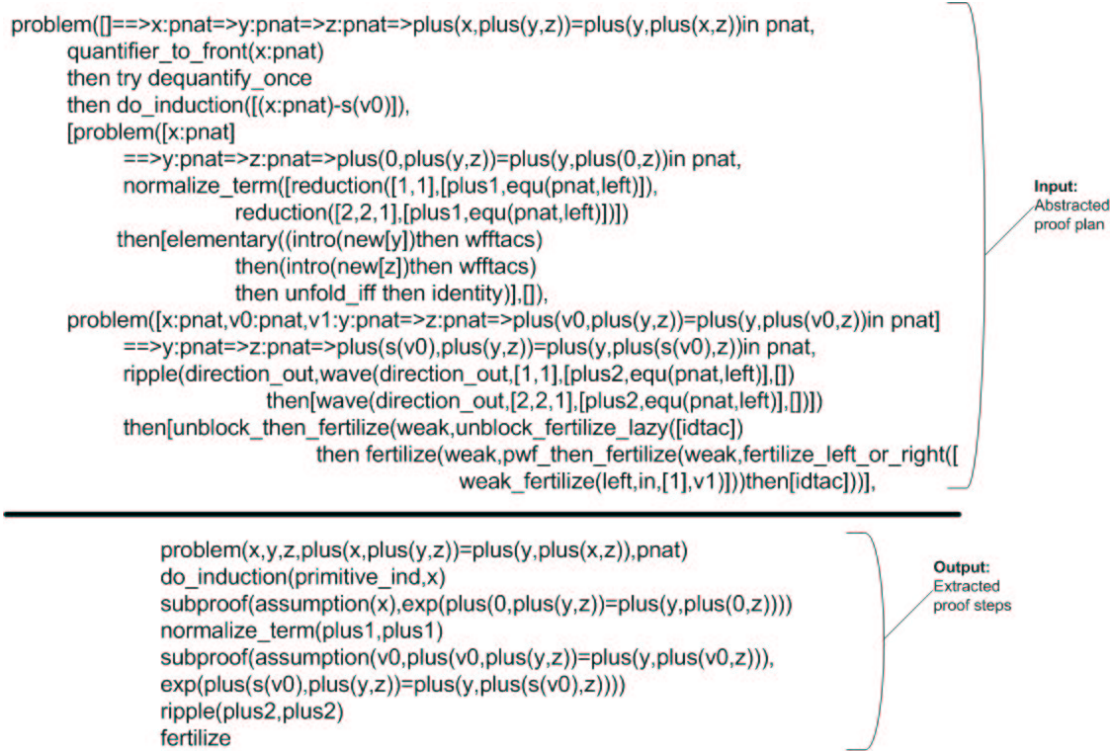 problem([]==>x:pnat=>y:pnat=>z:pnat=>plus(x,plus(y,z))=plus(y,plus(x,z))in pnat,
quantifier_to_front(x:pnat)
then try dequantify_once
then do_induction([(x:pnat)-s(v0)]),
[problem([x:pnat]
==>y:pnat=>z:pnat=>plus(0,plus(y,z))=plus(y,plus(0,z))in pnat,
normalize_term([reduction([1,1],[plus1,equ(pnat,left)]),
reduction([2,2,1],[plus1,equ(pnat,left)])])
then[elementary((intro(new[y])then wfftacs)
then(intro(new[z])then wfftacs)
then unfold_iff then identity)],[]),
problem([x:pnat,v0:pnat,v1:y:pnat=>z:pnat=>plus(v0,plus(y,z))=plus(y,plus(v0,z))in pnat]
==>y:pnat=>z:pnat=>plus(s(v0),plus(y,z))=plus(y,plus(s(v0),z))in pnat,
ripple(direction_out,wave(direction_out,[1,1],[plus2,equ(pnat,left)],[])
then[wave(direction_out,[2,2,1],[plus2,equ(pnat,left)],[])])
then[unblock_then_fertilize(weak,unblock_fertilize_lazy([idtac])
then fertilize(weak,pwf_then_fertilize(weak,fertilize_left_or_right([
weak_fertilize(left,in,[1],v1)]))then[idtac]))],
Input:
Abstracted
proof plan
problem(x,y,z,plus(x,plus(y,z))=plus(y,plus(x,z)),pnat)
do_induction(primitive_ind,x)
subproof(assumption(x),exp(plus(0,plus(y,z))=plus(y,plus(0,z))))
normalize_term(plus1,plus1)
subproof(assumption(v0,plus(v0,plus(y,z))=plus(y,plus(v0,z))),
exp(plus(s(v0),plus(y,z))=plus(y,plus(s(v0),z))))
ripple(plus2,plus2)
fertilize
Output:
Extracted
proof steps